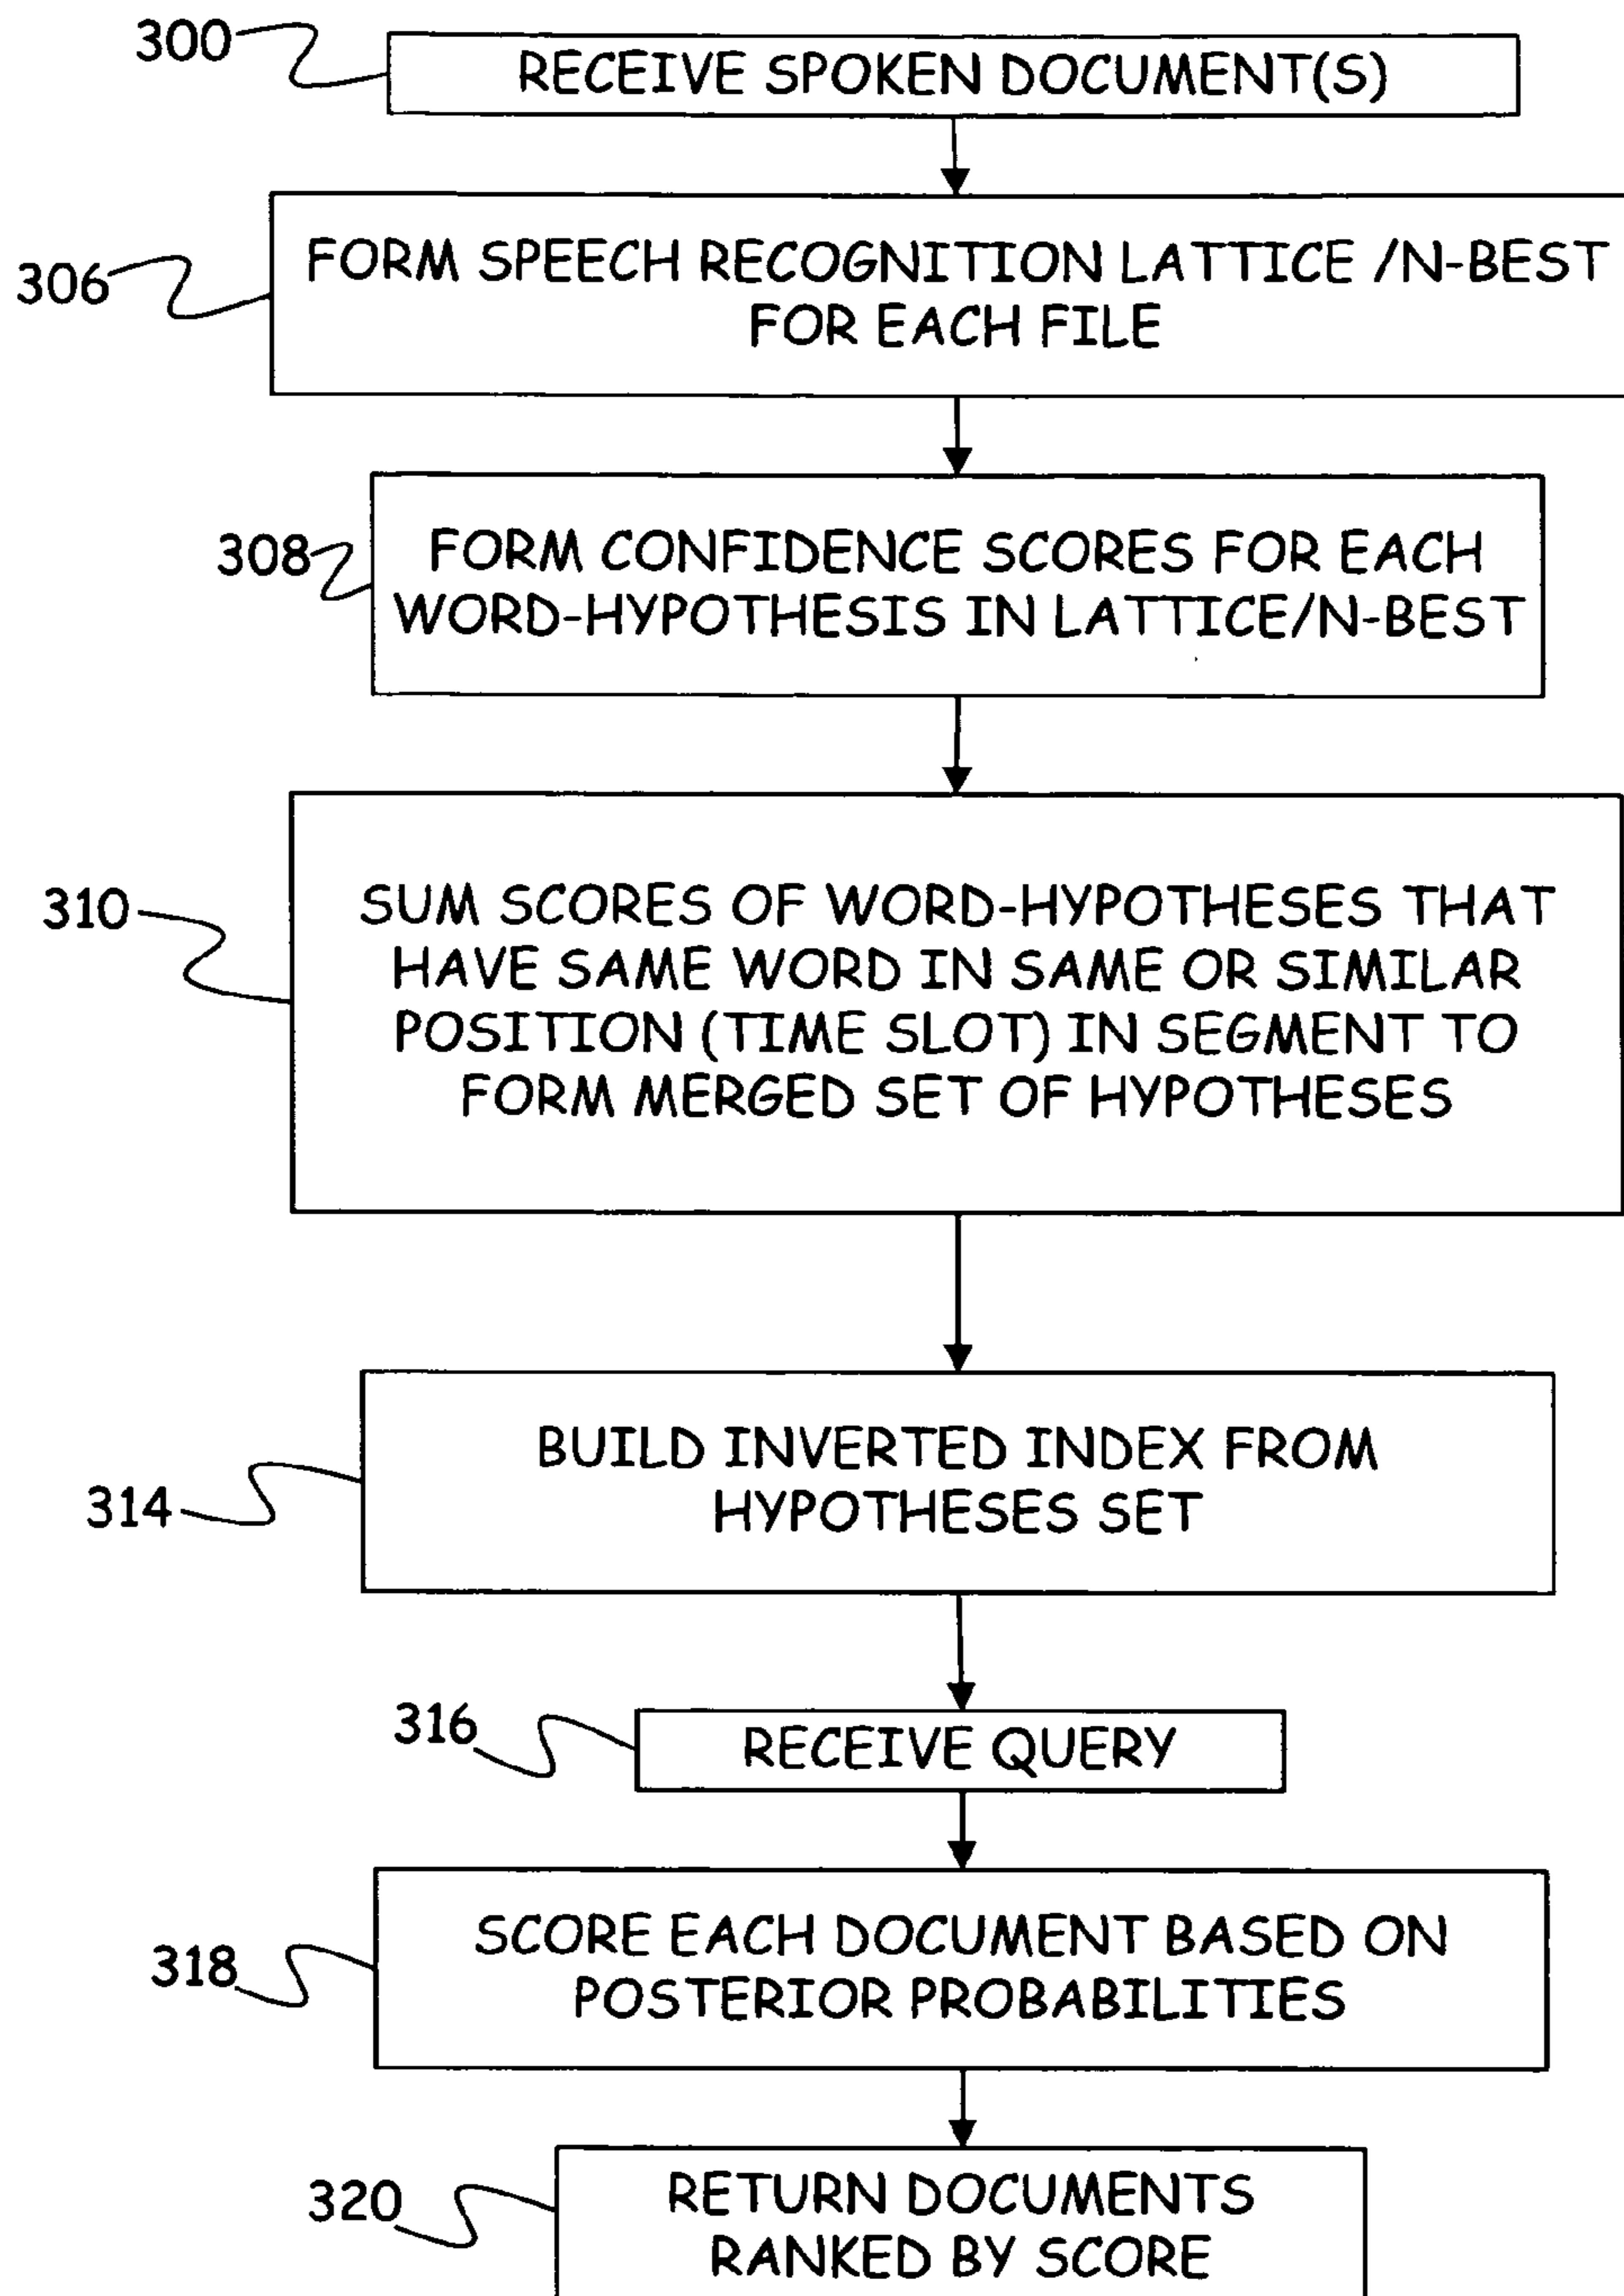 300
RECEIVE SPOKEN DOCUMENT(S)
306
FORM SPEECH RECOGNITION LATTICE /N-BEST
FOR EACH FILE
308
FORM CONFIDENCE SCORES FOR EACH
WORD-HYPOTHESIS IN LATTICE/N-BEST
310
SUM SCORES OF WORD-HYPOTHESES THAT
HAVE SAME WORD IN SAME OR SIMILAR
POSITION (TIME SLOT) IN SEGMENT TO
FORM MERGED SET OF HYPOTHESES
314
BUILD INVERTED INDEX FROM
HYPOTHESES SET
316
RECEIVE QUERY
318
SCORE EACH DOCUMENT BASED ON
POSTERIOR PROBABILITIES
320
RETURN DOCUMENTS
RANKED BY SCORE